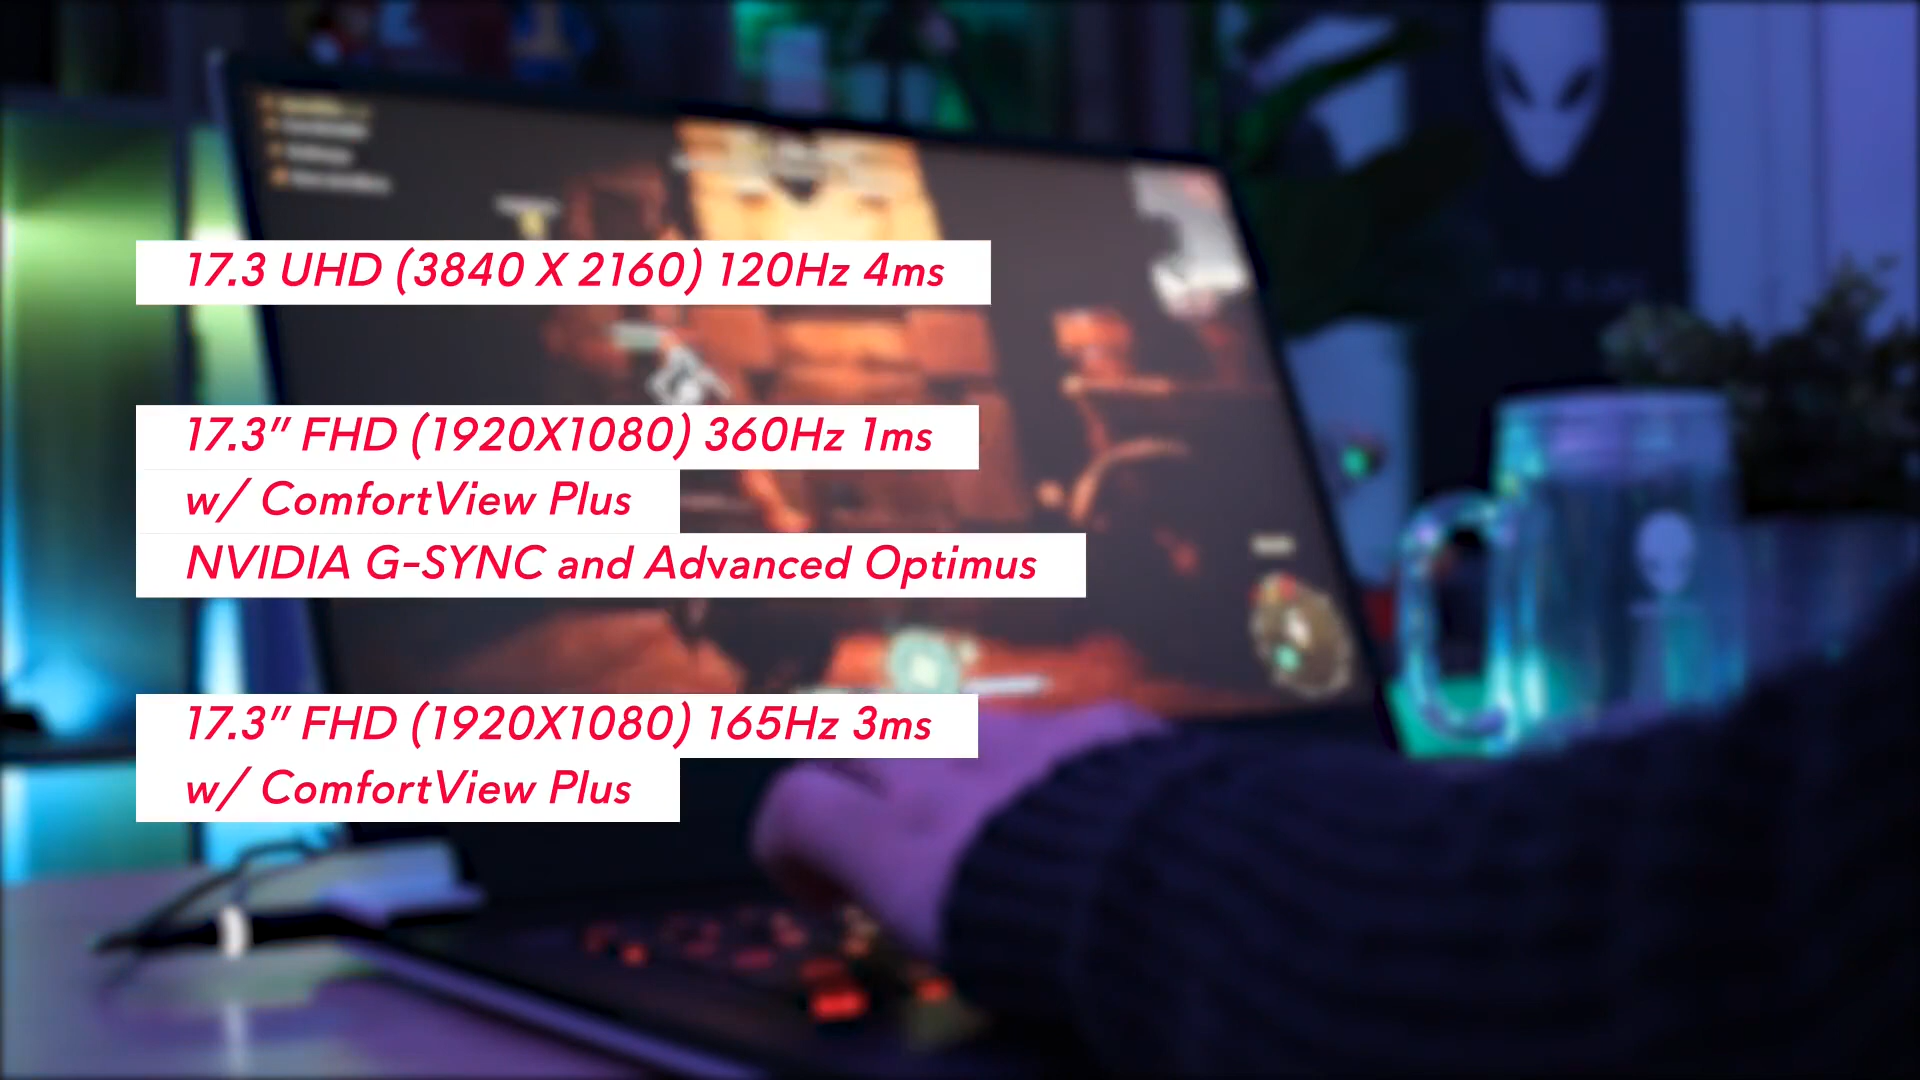 17.3 UHD (3840 X 2160) 120Hz 4ms
17.3" FHD (1920X1080) 360Hz 1ms
w/ ComfortView Plus
NVIDIA G-SYNC and Advanced Optimus
17.3" FHD (1920X1080) 165Hz 3ms
w/ ComfortView Plus